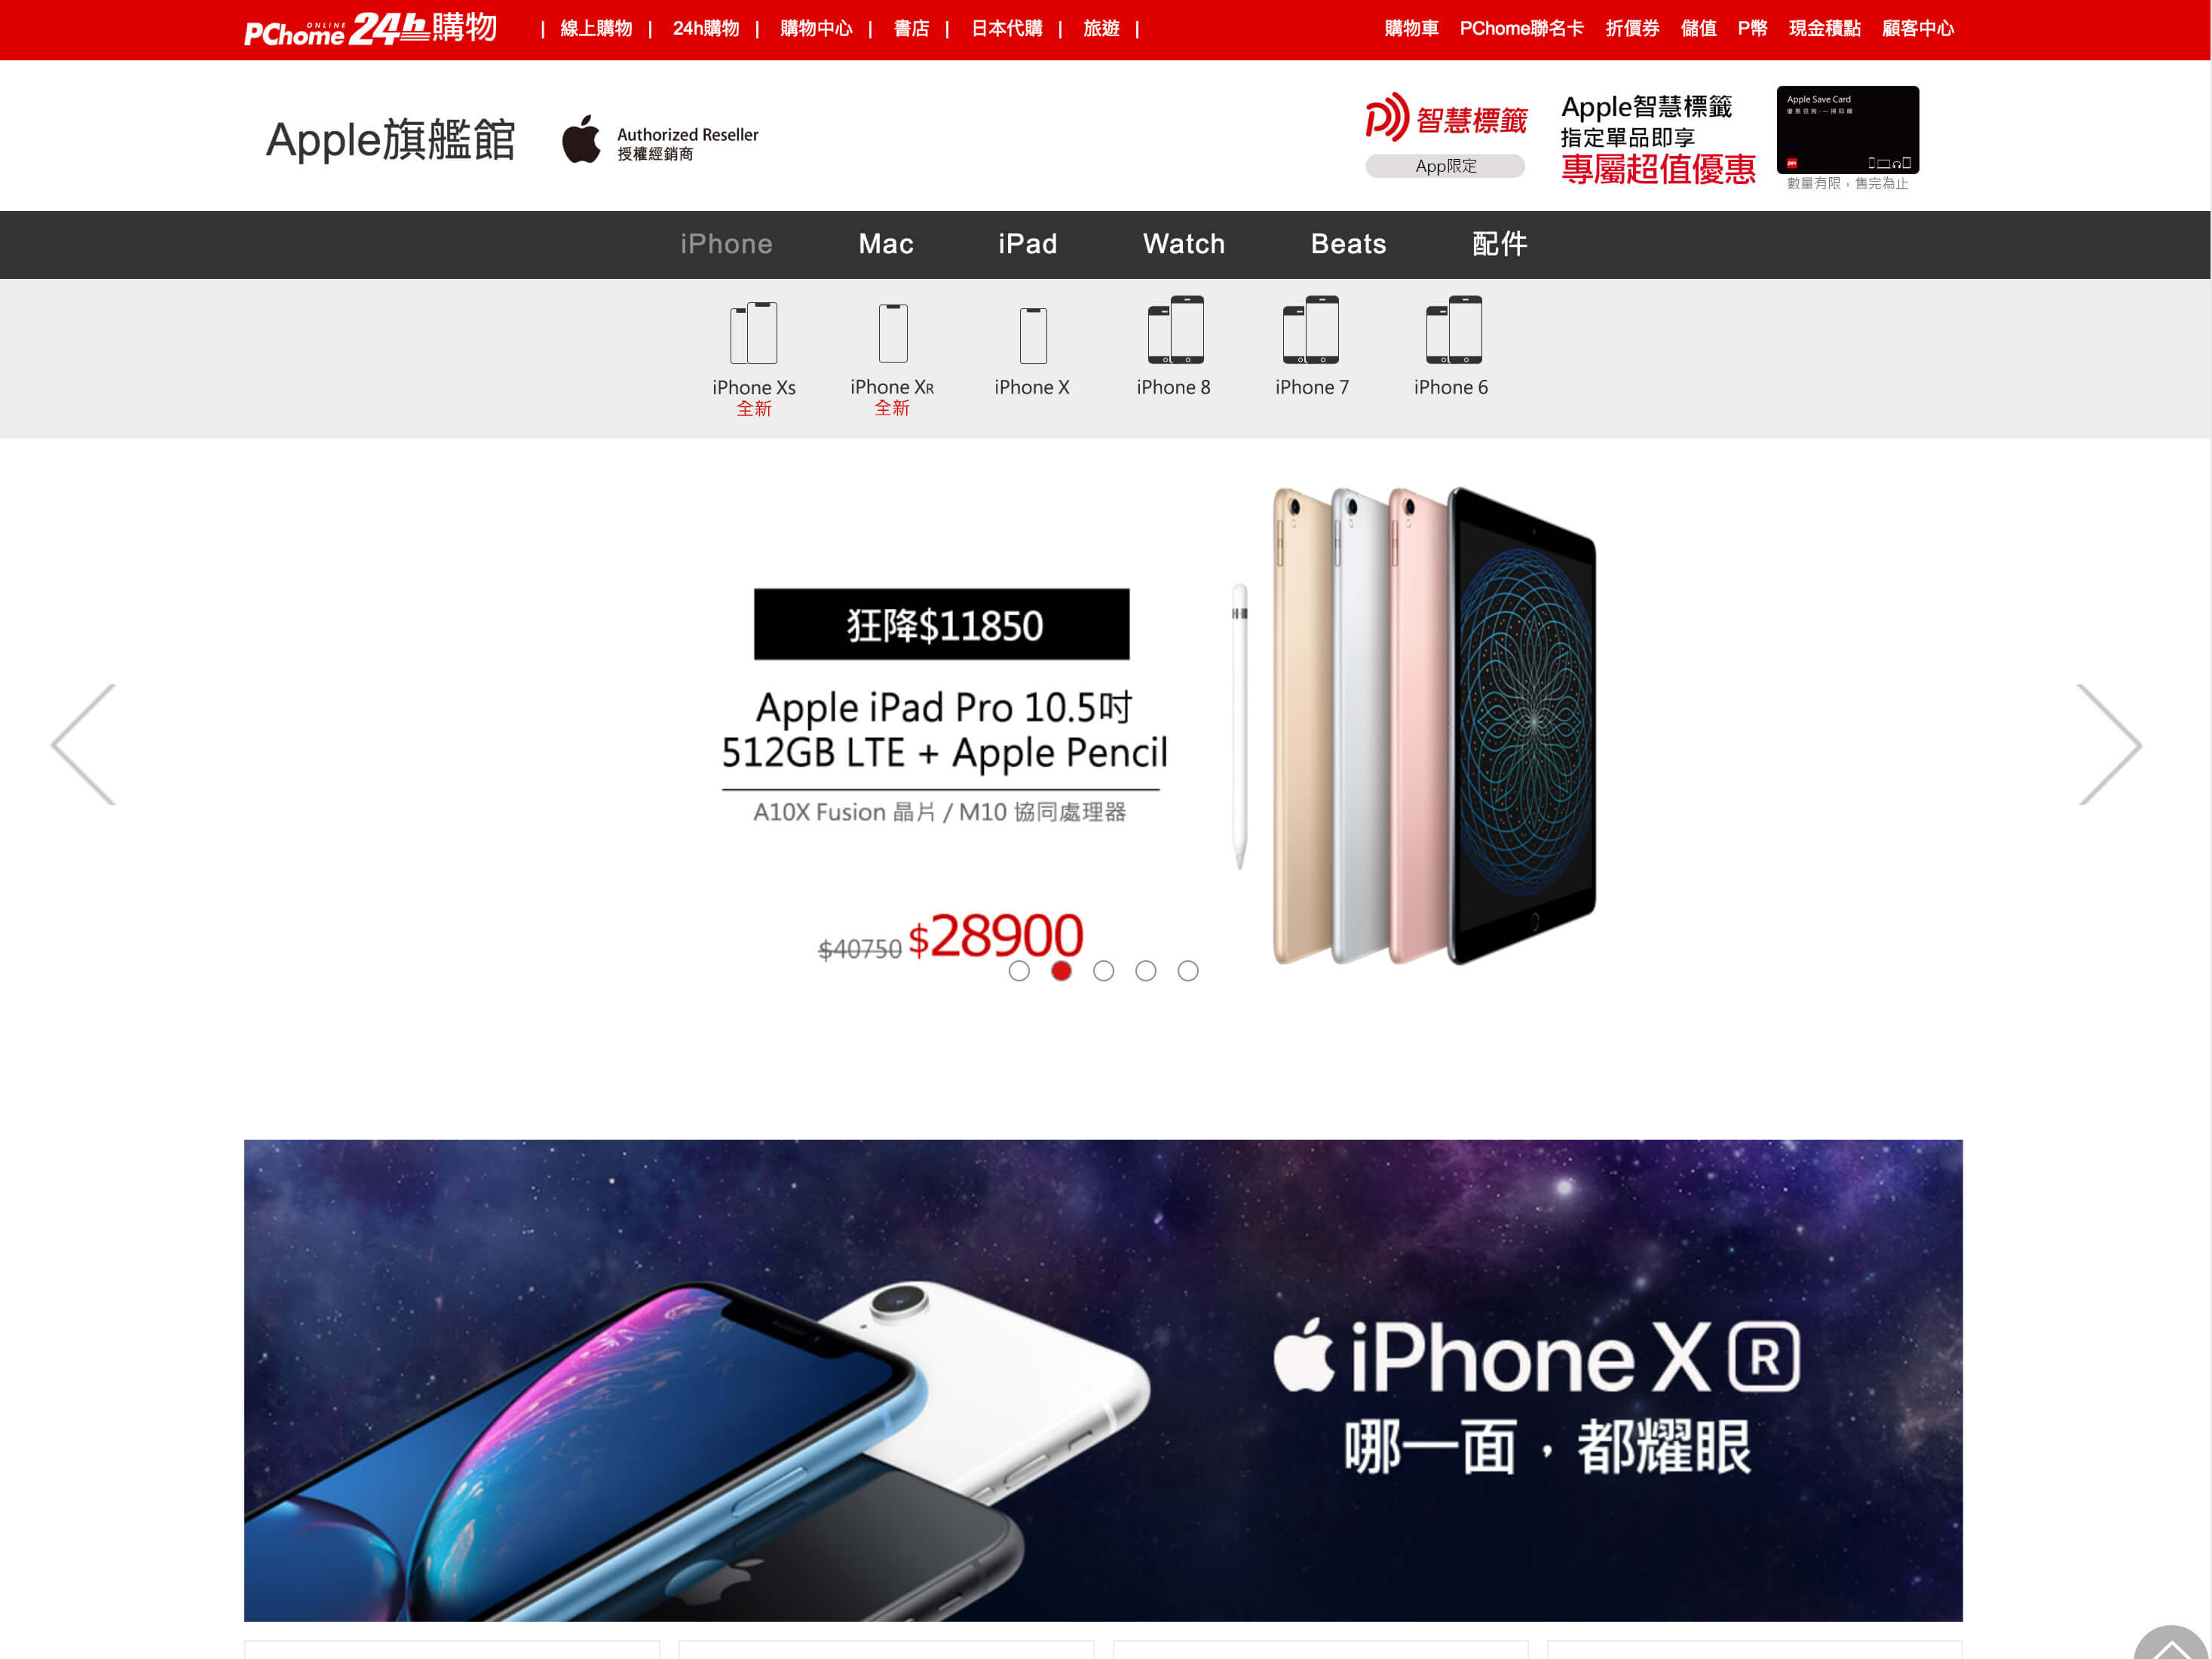 PChome ONLINE 24h購物
| 線上購物 | 24h購物 | 購物中心 | 書店 | 日本代購 | 旅遊 |
購物車 PChome聯名卡 折價券 儲值 P幣 現金積點 顧客中心
Apple旗艦館
Authorized Reseller
授權經銷商
智慧標籤
App限定
Apple智慧標籤
指定單品即享
專屬超值優惠
Apple Save Card
數量有限，售完為止
iPhone Mac iPad Watch Beats 配件
iPhone Xs iPhone XR iPhone X iPhone 8 iPhone 7 iPhone 6
全新 全新
狂降$11850
Apple iPad Pro 10.5吋
512GB LTE + Apple Pencil
A10X Fusion 晶片 / M10 協同處理器
$40750 $28900
iPhone X R
哪一面，都耀眼